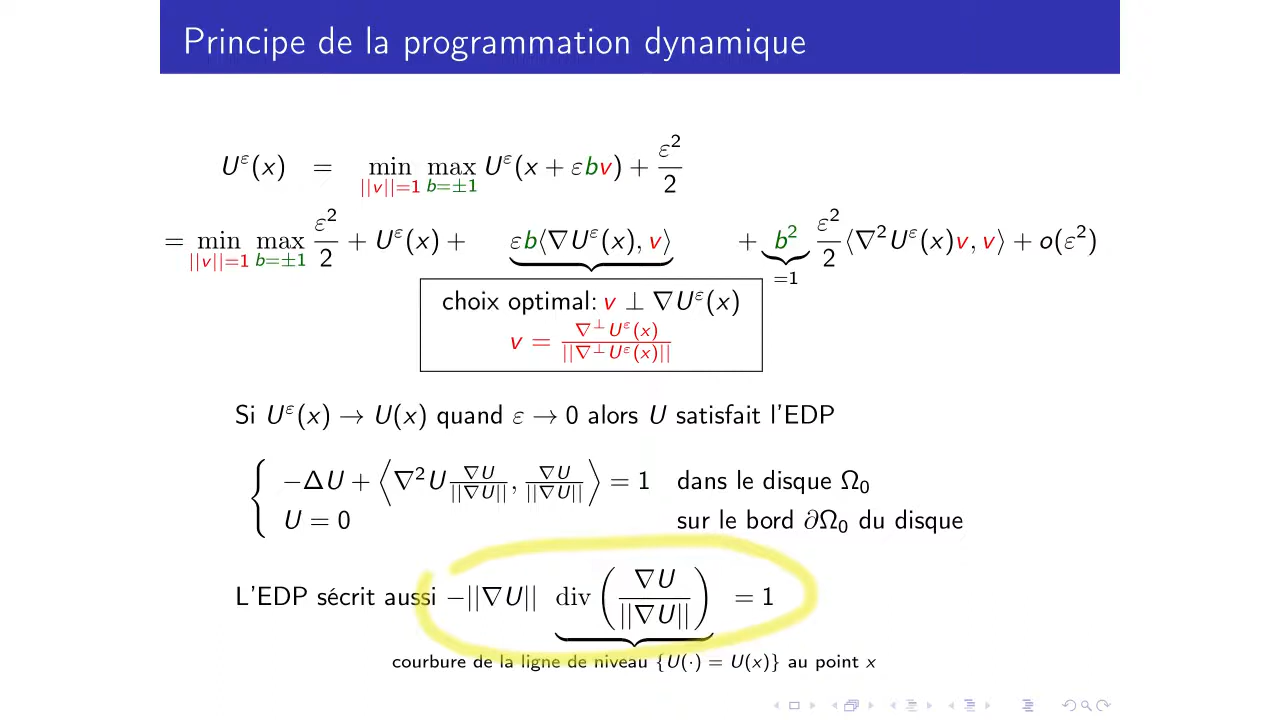 Principe de la programmation dynamique
U^ε(x) = min_{||v||=1} max_{b=±1} U^ε(x + εbv) + ε²/2
= min_{||v||=1} max_{b=±1} ε²/2 + U^ε(x) + εb⟨∇U^ε(x), v⟩ + b² ε²/2 ⟨∇²U^ε(x)v, v⟩ + o(ε²)
=1
choix optimal: v ⊥ ∇U^ε(x)
v = ∇^⊥U^ε(x) / ||∇^⊥U^ε(x)||
Si U^ε(x) → U(x) quand ε → 0 alors U satisfait l'EDP
{ −ΔU + ⟨∇²U ∇U/||∇U||, ∇U/||∇U||⟩ = 1 dans le disque Ω₀
U = 0 sur le bord ∂Ω₀ du disque
L'EDP sécrit aussi −||∇U|| div(∇U/||∇U||) = 1
courbure de la ligne de niveau {U(·) = U(x)} au point x